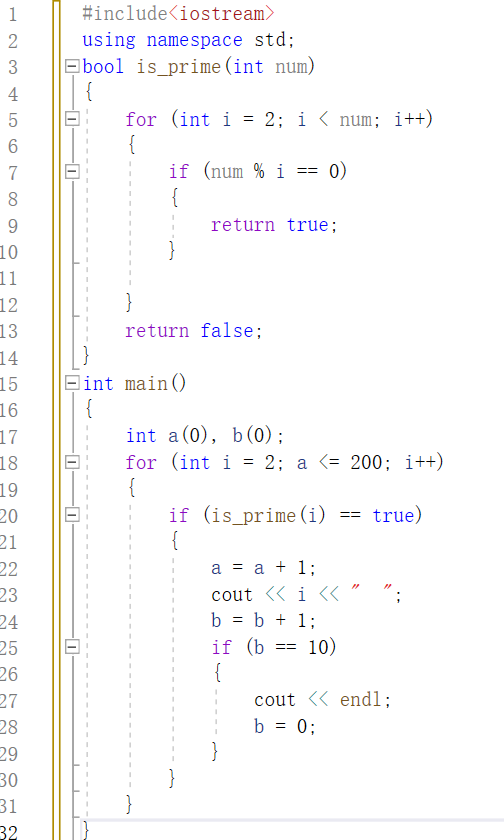 1 #include<iostream>
2 using namespace std;
3 bool is_prime(int num)
4 {
5 for (int i = 2; i < num; i++)
6 {
7 if (num % i == 0)
8 {
9 return true;
10 }
11
12 }
13 return false;
14 }
15 int main()
16 {
17 int a(0), b(0);
18 for (int i = 2; a <= 200; i++)
19 {
20 if (is_prime(i) == true)
21 {
22 a = a + 1;
23 cout << i << "  ";
24 b = b + 1;
25 if (b == 10)
26 {
27 cout << endl;
28 b = 0;
29 }
30 }
31 }
32 }